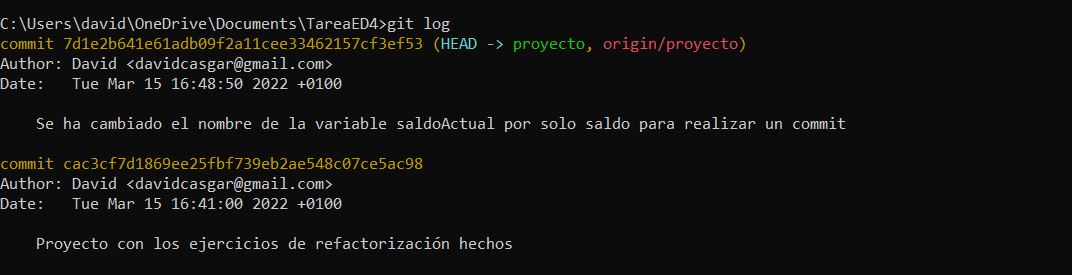 C:\Users\david\OneDrive\Documents\TareaED4>git log
commit 7d1e2b641e61adb09f2a11cee33462157cf3ef53 (HEAD -> proyecto, origin/proyecto)
Author: David <davidcasgar@gmail.com>
Date:   Tue Mar 15 16:48:50 2022 +0100
Se ha cambiado el nombre de la variable saldoActual por solo saldo para realizar un commit
commit cac3cf7d1869ee25fbf739eb2ae548c07ce5ac98
Author: David <davidcasgar@gmail.com>
Date:   Tue Mar 15 16:41:00 2022 +0100
Proyecto con los ejercicios de refactorización hechos